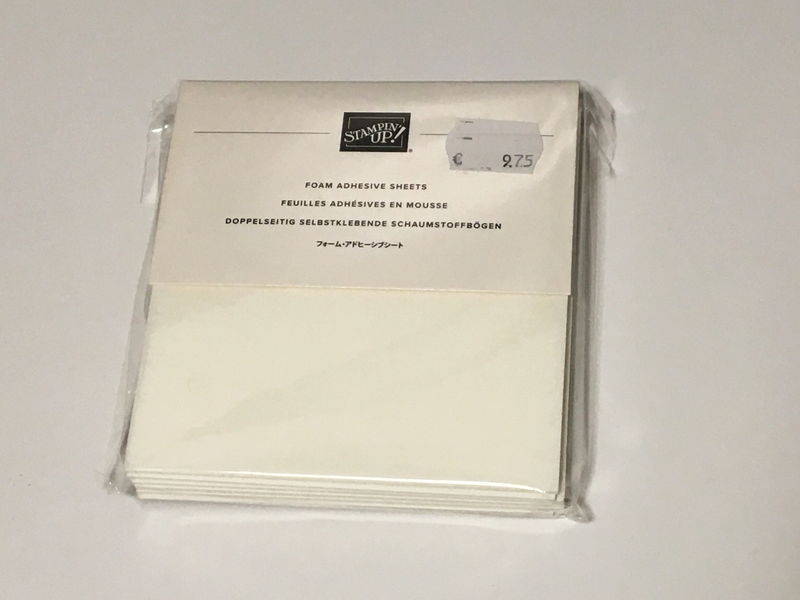 STAMPIN' UP!®
€ 9.75
FOAM ADHESIVE SHEETS
FEUILLES ADHÉSIVES EN MOUSSE
DOPPELSEITIG SELBSTKLEBENDE SCHAUMSTOFFBÖGEN
フォーム・アドヒーシブシート